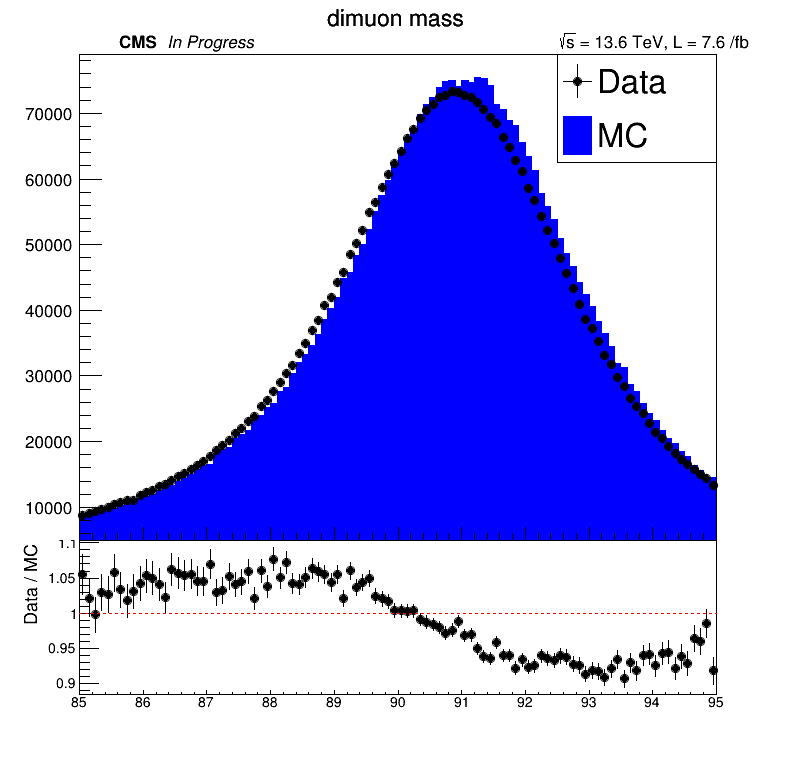 dimuon mass
CMS In Progress
√s = 13.6 TeV, L = 7.6 /fb
Data
MC
70000
60000
50000
40000
30000
20000
10000
Data / MC
1.1
1.05
1
0.95
0.9
85 86 87 88 89 90 91 92 93 94 95